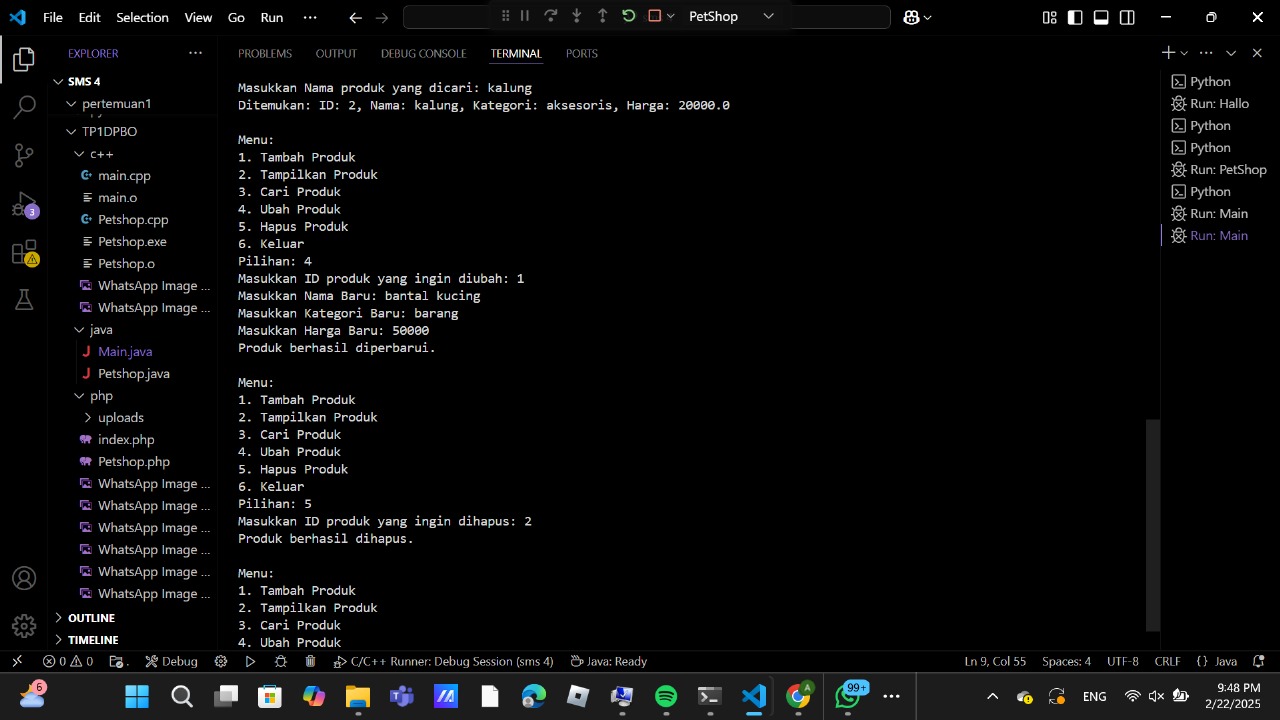 File Edit Selection View Go Run ··· PetShop
EXPLORER ··· PROBLEMS OUTPUT DEBUG CONSOLE TERMINAL PORTS
SMS 4
pertemuan1
TP1DPBO
c++
main.cpp
main.o
Petshop.cpp
Petshop.exe
Petshop.o
WhatsApp Image ...
WhatsApp Image ...
java
Main.java
Petshop.java
php
uploads
index.php
Petshop.php
WhatsApp Image ...
WhatsApp Image ...
WhatsApp Image ...
WhatsApp Image ...
WhatsApp Image ...
WhatsApp Image ...
OUTLINE
TIMELINE
Masukkan Nama produk yang dicari: kalung
Ditemukan: ID: 2, Nama: kalung, Kategori: aksesoris, Harga: 20000.0
Menu:
1. Tambah Produk
2. Tampilkan Produk
3. Cari Produk
4. Ubah Produk
5. Hapus Produk
6. Keluar
Pilihan: 4
Masukkan ID produk yang ingin diubah: 1
Masukkan Nama Baru: bantal kucing
Masukkan Kategori Baru: barang
Masukkan Harga Baru: 50000
Produk berhasil diperbarui.
Menu:
1. Tambah Produk
2. Tampilkan Produk
3. Cari Produk
4. Ubah Produk
5. Hapus Produk
6. Keluar
Pilihan: 5
Masukkan ID produk yang ingin dihapus: 2
Produk berhasil dihapus.
Menu:
1. Tambah Produk
2. Tampilkan Produk
3. Cari Produk
4. Ubah Produk
Python
Run: Hallo
Python
Python
Run: PetShop
Python
Run: Main
Run: Main
3
0 0 Debug C/C++ Runner: Debug Session (sms 4) Java: Ready Ln 9, Col 55 Spaces: 4 UTF-8 CRLF {} Java
6 99+ ENG 9:48 PM
2/22/2025